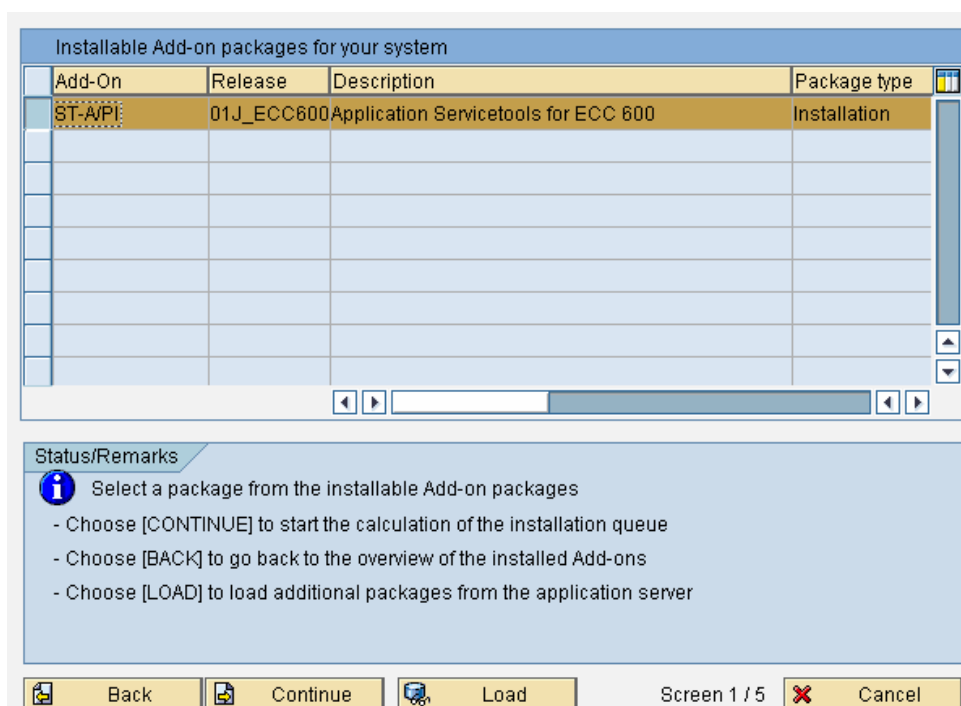 Installable Add-on packages for your system
Add-On Release Description Package type
ST-A/PI 01J_ECC600 Application Servicetools for ECC 600 Installation
Status/Remarks
Select a package from the installable Add-on packages
- Choose [CONTINUE] to start the calculation of the installation queue
- Choose [BACK] to go back to the overview of the installed Add-ons
- Choose [LOAD] to load additional packages from the application server
Back Continue Load Screen 1 / 5 Cancel